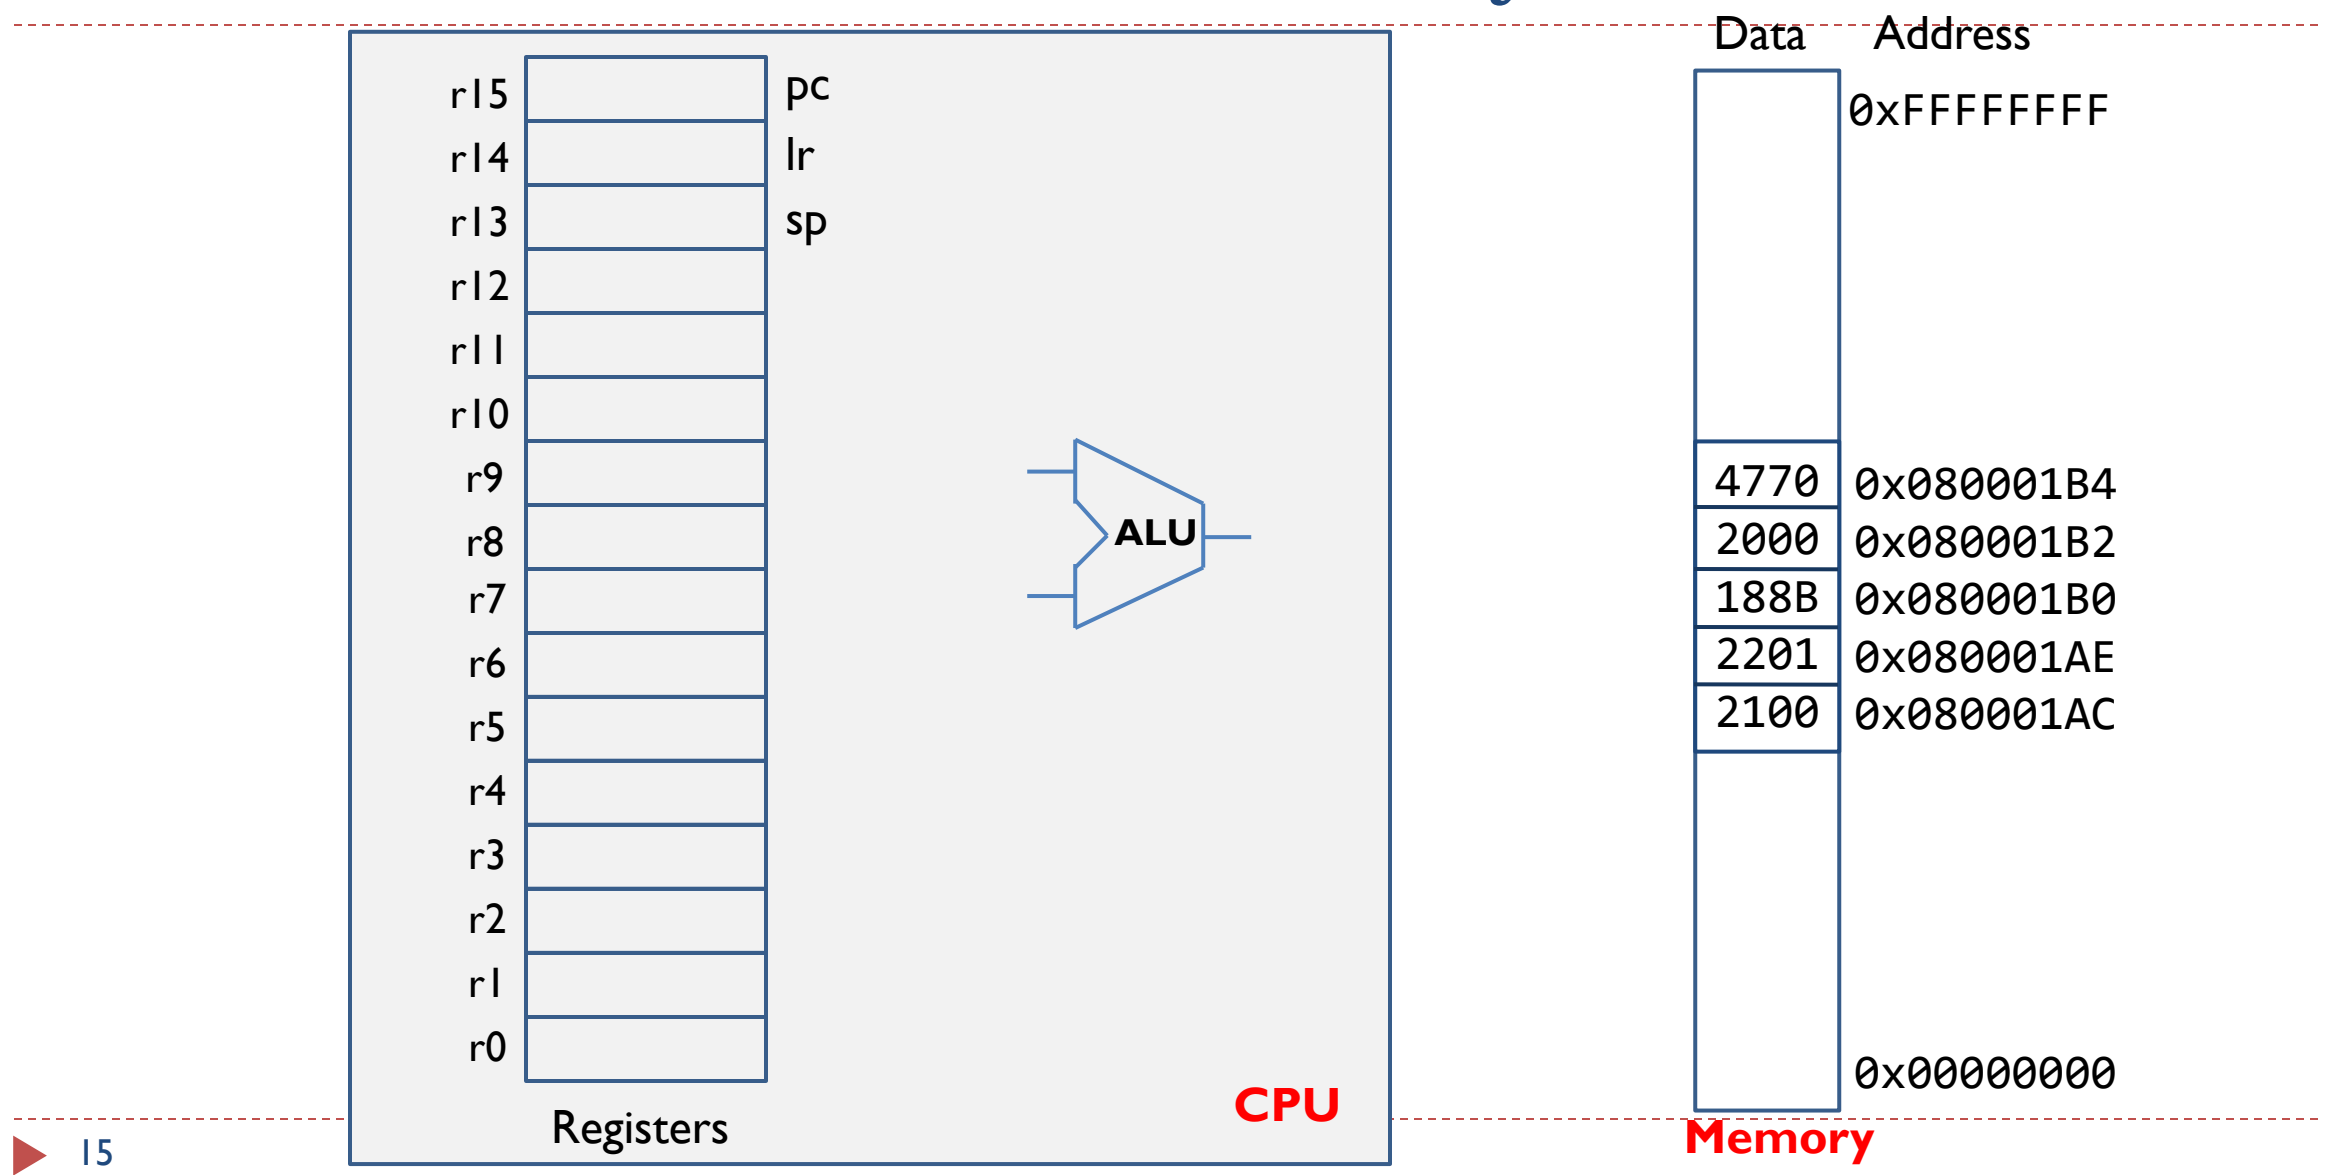 Data Address
r15 pc
0xFFFFFFFF
r14 lr
r13 sp
r12
r11
r10
r9
4770 0x080001B4
r8
ALU
2000 0x080001B2
r7
188B 0x080001B0
r6
2201 0x080001AE
r5
2100 0x080001AC
r4
r3
r2
r1
r0
0x00000000
CPU
Registers
Memory
15